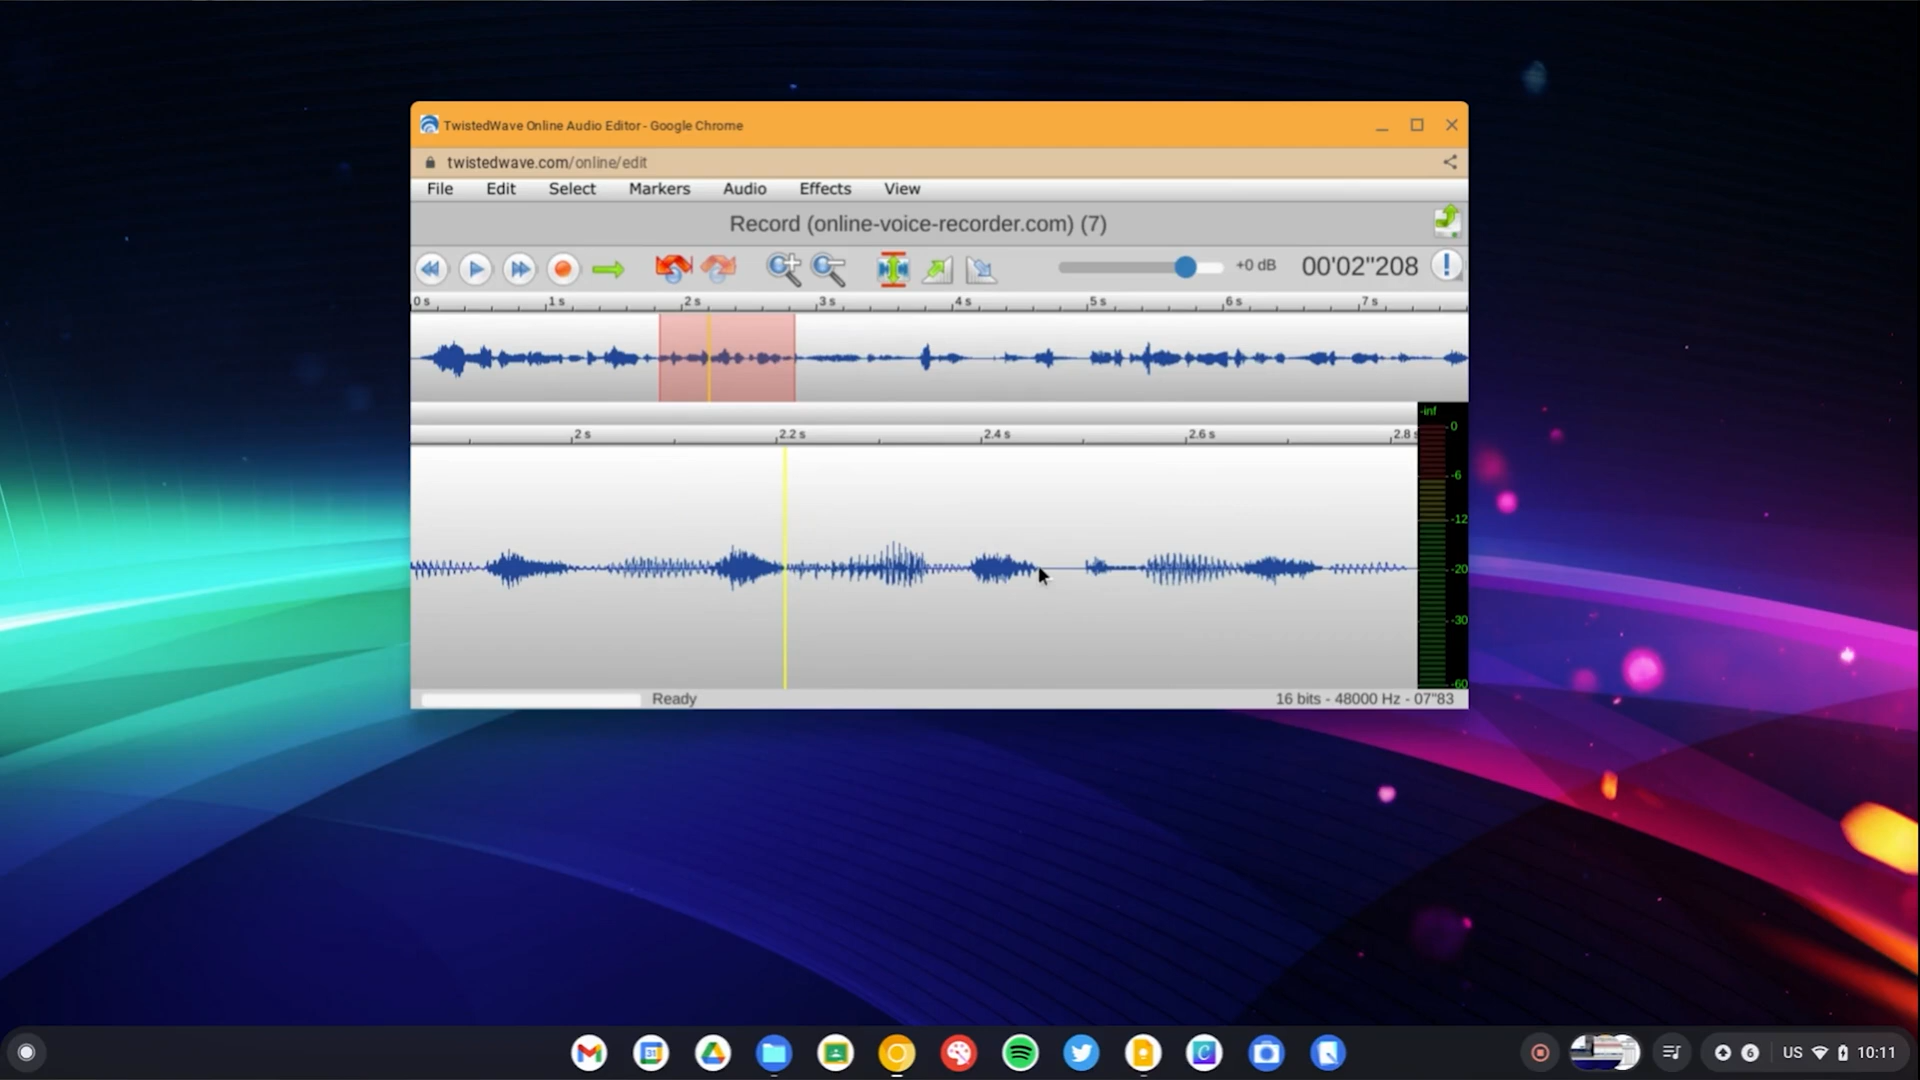 TwistedWave Online Audio Editor - Google Chrome
twistedwave.com/online/edit
File Edit Select Markers Audio Effects View
Record (online-voice-recorder.com) (7)
+0 dB 00'02"208
0 s 1 s 2 s 3 s 4 s 5 s 6 s 7 s
-inf
2 s 2.2 s 2.4 s 2.6 s 2.8 s
0
-6
-12
-20
-30
-60
Ready 16 bits - 48000 Hz - 07"83
31
6 US 10:11